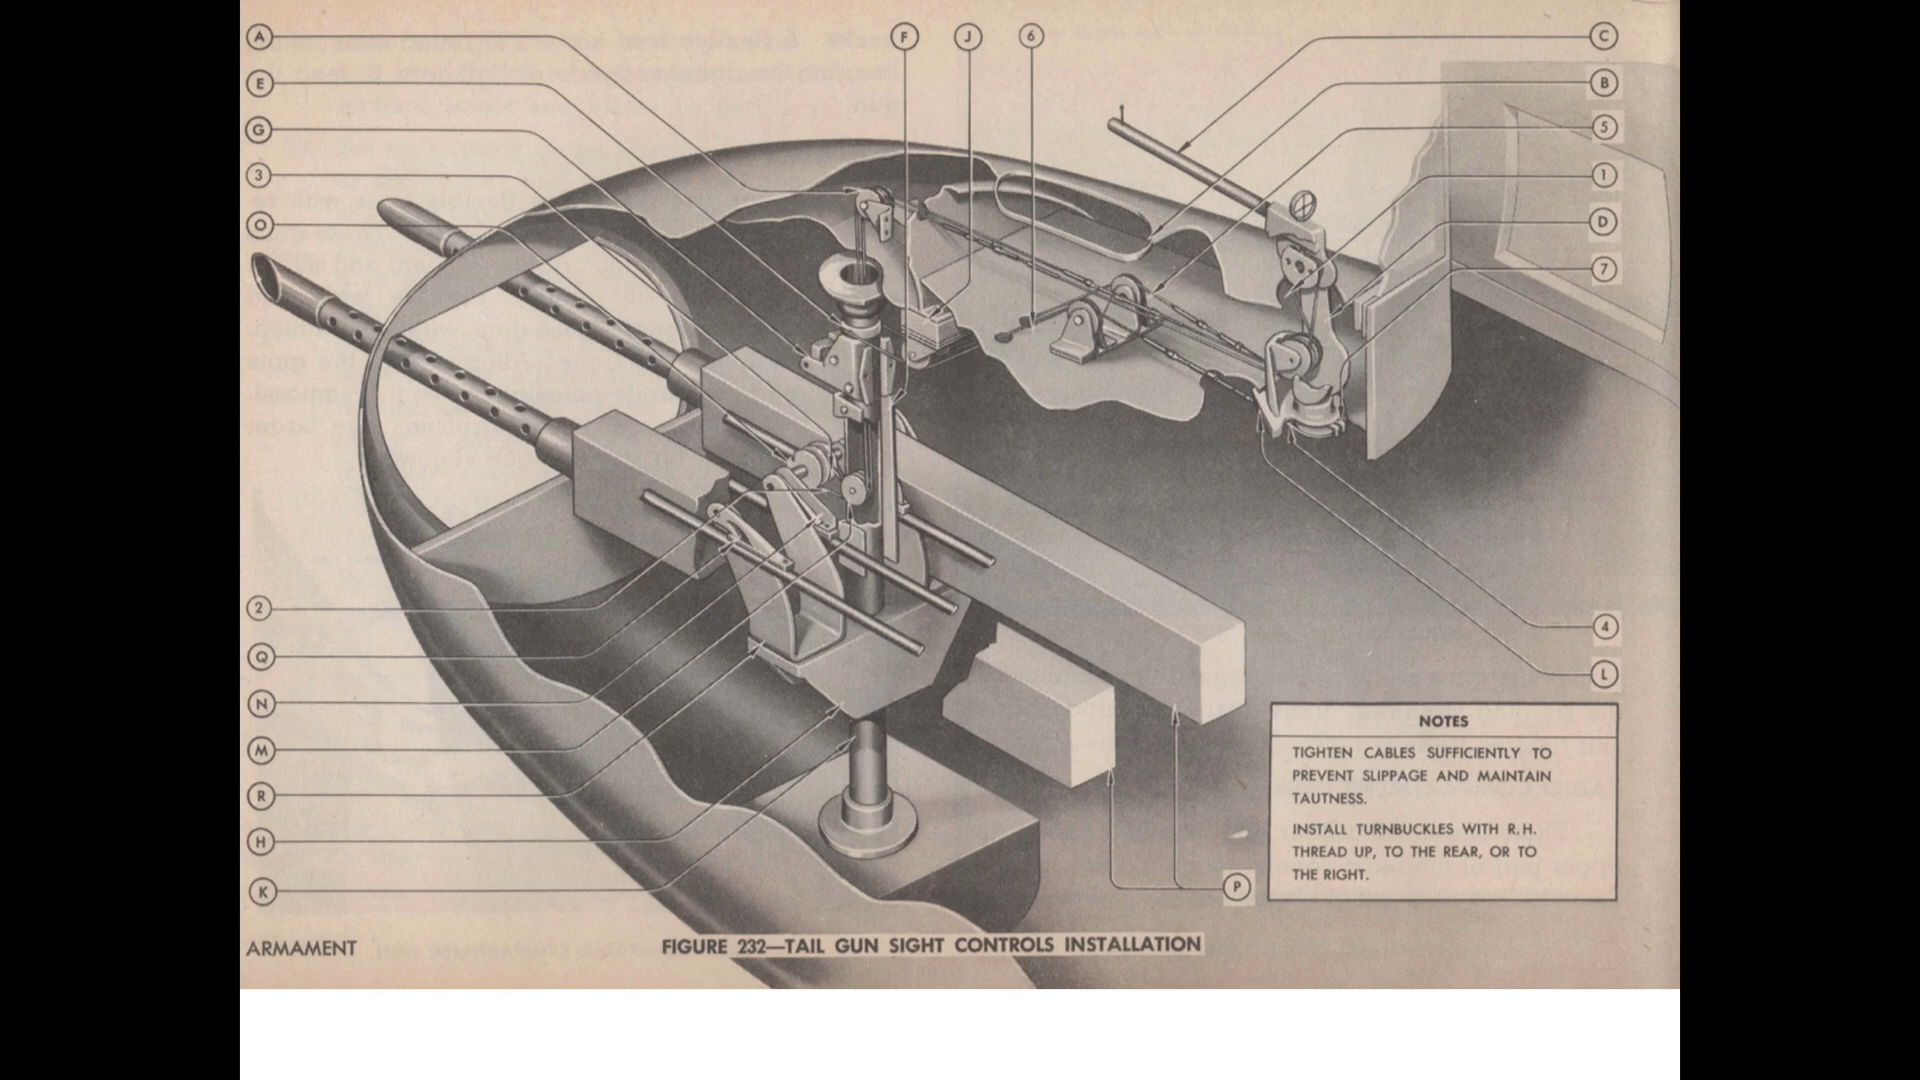 A
F
J
6
C
E
B
G
5
3
1
O
D
7
2
4
Q
L
N
M
R
H
K
P
NOTES
TIGHTEN CABLES SUFFICIENTLY TO
PREVENT SLIPPAGE AND MAINTAIN
TAUTNESS.
INSTALL TURNBUCKLES WITH R.H.
THREAD UP, TO THE REAR, OR TO
THE RIGHT.
ARMAMENT
FIGURE 232—TAIL GUN SIGHT CONTROLS INSTALLATION